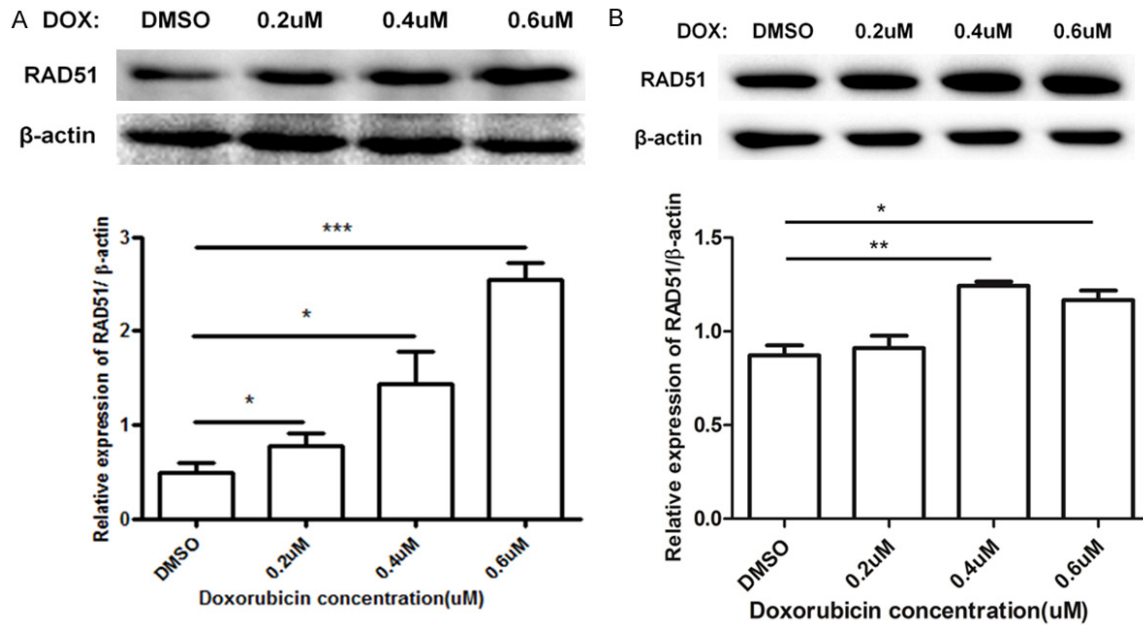 A DOX: DMSO 0.2uM 0.4uM 0.6uM
RAD51
β-actin
Relative expression of RAD51/ β-actin
3
2
1
0
***
*
*
DMSO 0.2uM 0.4uM 0.6uM
Doxorubicin concentration(uM)
B DOX: DMSO 0.2uM 0.4uM 0.6uM
RAD51
β-actin
Relative expression of RAD51/β-actin
1.5
1.0
0.5
0.0
*
**
DMSO 0.2uM 0.4uM 0.6uM
Doxorubicin concentration(uM)